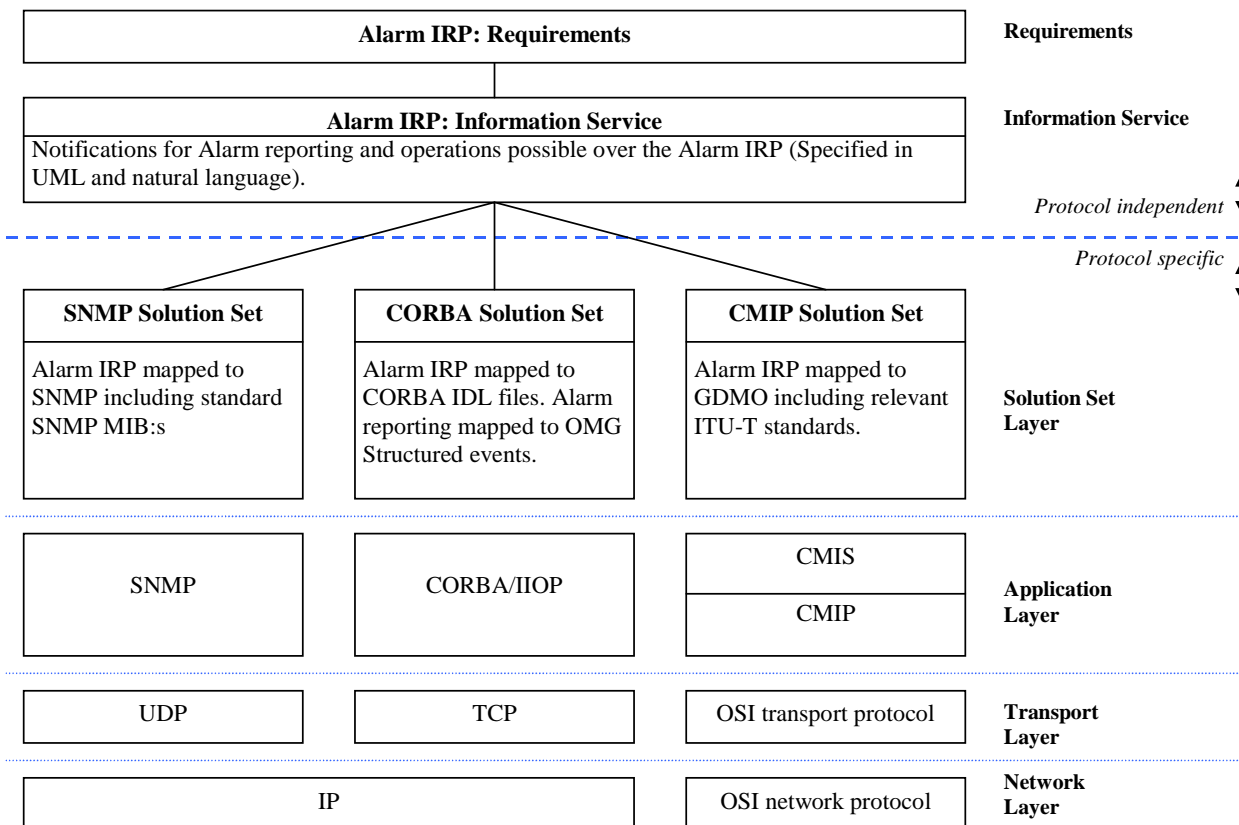 Alarm IRP: Requirements
Requirements
Alarm IRP: Information Service
Information Service
Notifications for Alarm reporting and operations possible over the Alarm IRP (Specified in
UML and natural language).
Protocol independent
Protocol specific
SNMP Solution Set
CORBA Solution Set
CMIP Solution Set
Alarm IRP mapped to
SNMP including standard
SNMP MIB:s
Alarm IRP mapped to
CORBA IDL files. Alarm
reporting mapped to OMG
Structured events.
Alarm IRP mapped to
GDMO including relevant
ITU-T standards.
Solution Set
Layer
SNMP
CORBA/IIOP
CMIS
CMIP
Application
Layer
UDP
TCP
OSI transport protocol
Transport
Layer
IP
OSI network protocol
Network
Layer